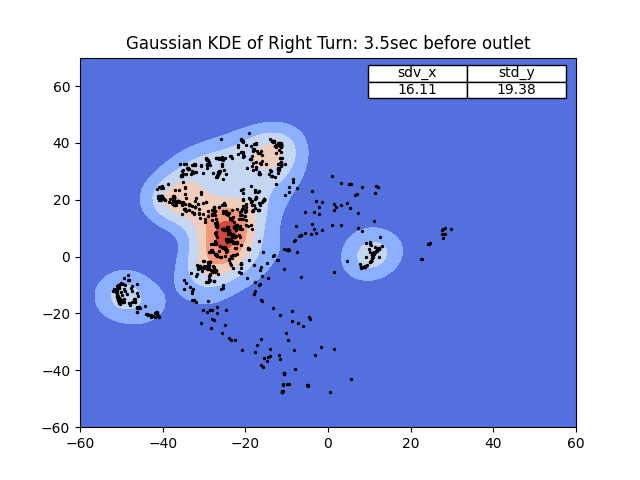 Gaussian KDE of Right Turn: 3.5sec before outlet
sdv_x std_y
16.11 19.38
60
40
20
0
−20
−40
−60
−60 −40 −20 0 20 40 60